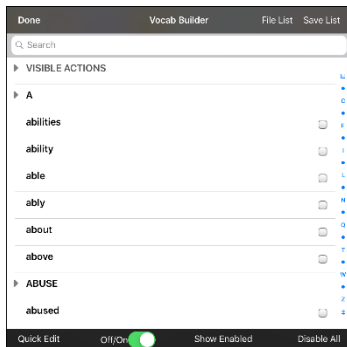 Done Vocab Builder File List Save List
Search
VISIBLE ACTIONS
A
abilities
ability
able
ably
about
above
ABUSE
abused
C
F
I
L
N
Q
T
W
Z
Quick Edit Off/On Show Enabled Disable All